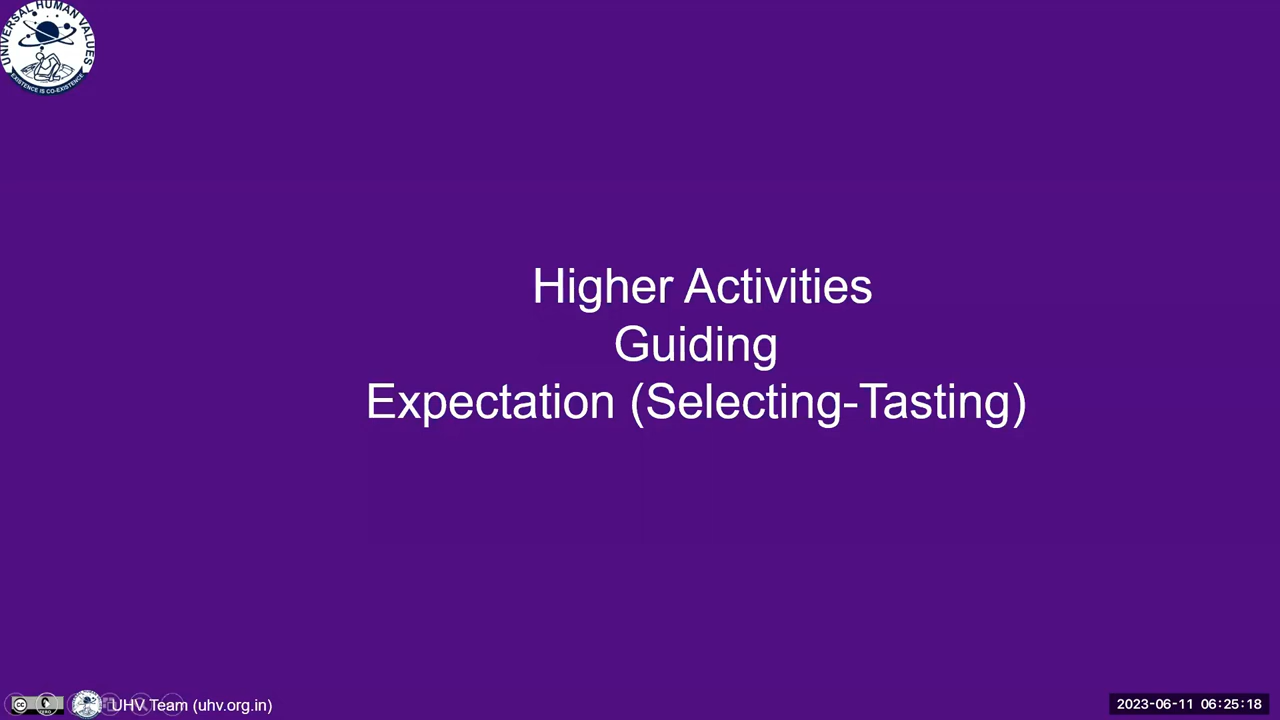 UNIVERSAL HUMAN VALUES
EXISTENCE IS CO-EXISTENCE
Higher Activities
Guiding
Expectation (Selecting-Tasting)
UHV Team (uhv.org.in)
2023-06-11 06:25:18